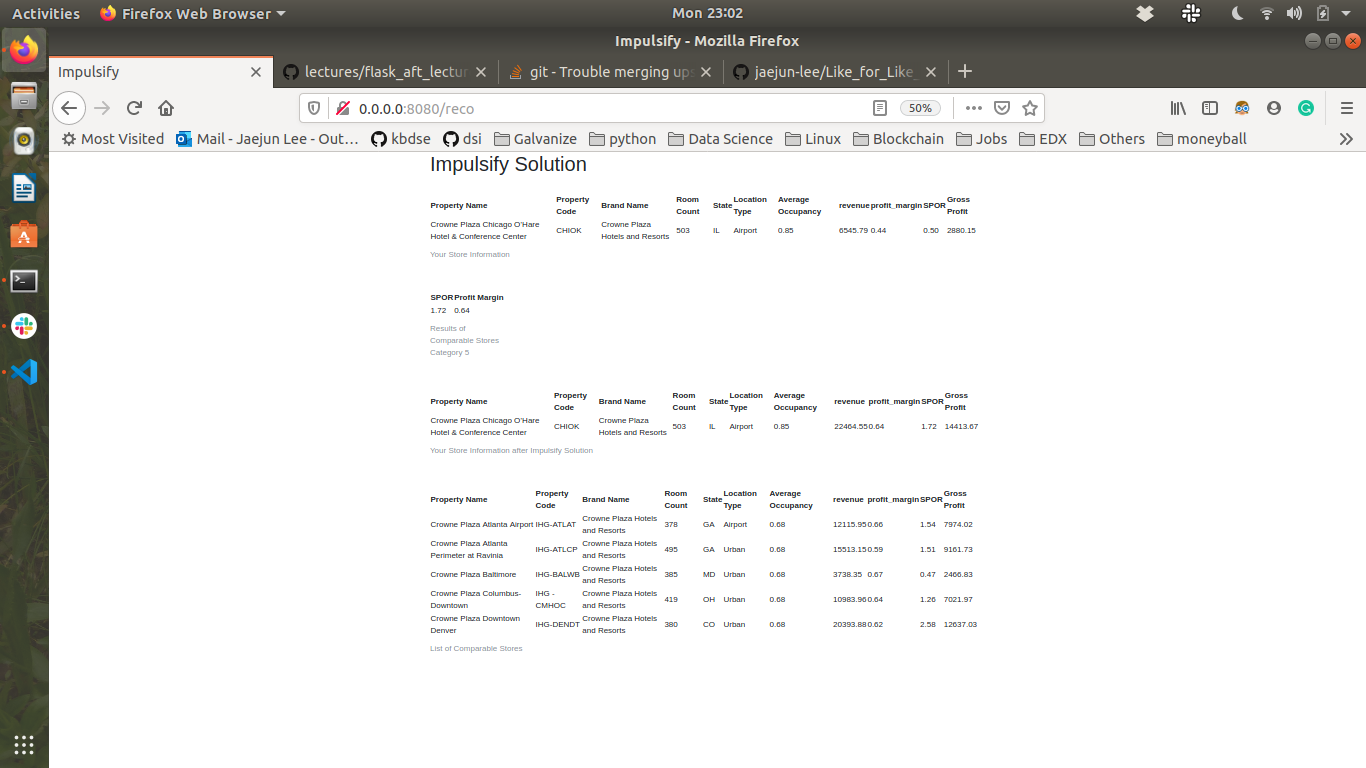 Activities Firefox Web Browser Mon 23:02
Impulsify - Mozilla Firefox
Impulsify lectures/flask_aft_lectur git - Trouble merging ups jaejun-lee/Like_for_Like_
0.0.0.0:8080/reco 50%
Most Visited Mail - Jaejun Lee - Out… kbdse dsi Galvanize python Data Science Linux Blockchain Jobs EDX Others moneyball
Impulsify Solution
Property Name Property Code Brand Name Room Count State Location Type Average Occupancy revenue profit_margin SPOR Gross Profit
Crowne Plaza Chicago O'Hare Hotel & Conference Center CHIOK Crowne Plaza Hotels and Resorts 503 IL Airport 0.85 6545.79 0.44 0.50 2880.15
Your Store Information
SPOR Profit Margin
1.72 0.64
Results of
Comparable Stores
Category 5
Property Name Property Code Brand Name Room Count State Location Type Average Occupancy revenue profit_margin SPOR Gross Profit
Crowne Plaza Chicago O'Hare Hotel & Conference Center CHIOK Crowne Plaza Hotels and Resorts 503 IL Airport 0.85 22464.55 0.64 1.72 14413.67
Your Store Information after Impulsify Solution
Property Name Property Code Brand Name Room Count State Location Type Average Occupancy revenue profit_margin SPOR Gross Profit
Crowne Plaza Atlanta Airport IHG-ATLAT Crowne Plaza Hotels and Resorts 378 GA Airport 0.68 12115.95 0.66 1.54 7974.02
Crowne Plaza Atlanta Perimeter at Ravinia IHG-ATLCP Crowne Plaza Hotels and Resorts 495 GA Urban 0.68 15513.15 0.59 1.51 9161.73
Crowne Plaza Baltimore IHG-BALWB Crowne Plaza Hotels and Resorts 385 MD Urban 0.68 3738.35 0.67 0.47 2466.83
Crowne Plaza Columbus-Downtown IHG - CMHOC Crowne Plaza Hotels and Resorts 419 OH Urban 0.68 10983.96 0.64 1.26 7021.97
Crowne Plaza Downtown Denver IHG-DENDT Crowne Plaza Hotels and Resorts 380 CO Urban 0.68 20393.88 0.62 2.58 12637.03
List of Comparable Stores